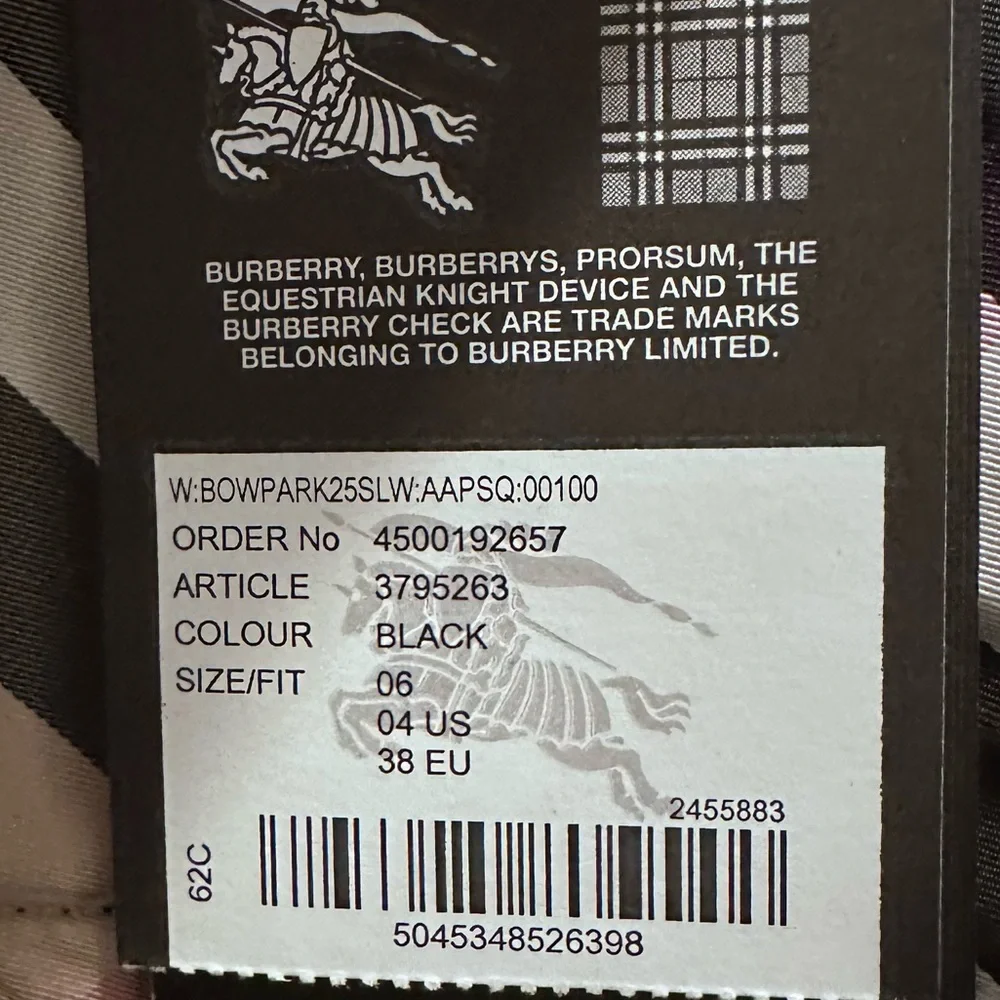 BURBERRY, BURBERRYS, PRORSUM, THE
EQUESTRIAN KNIGHT DEVICE AND THE
BURBERRY CHECK ARE TRADE MARKS
BELONGING TO BURBERRY LIMITED.
W:BOWPARK25SLW:AAPSQ:00100
ORDER No 4500192657
ARTICLE 3795263
COLOUR BLACK
SIZE/FIT 06
04 US
38 EU
2455883
62C
5045348526398